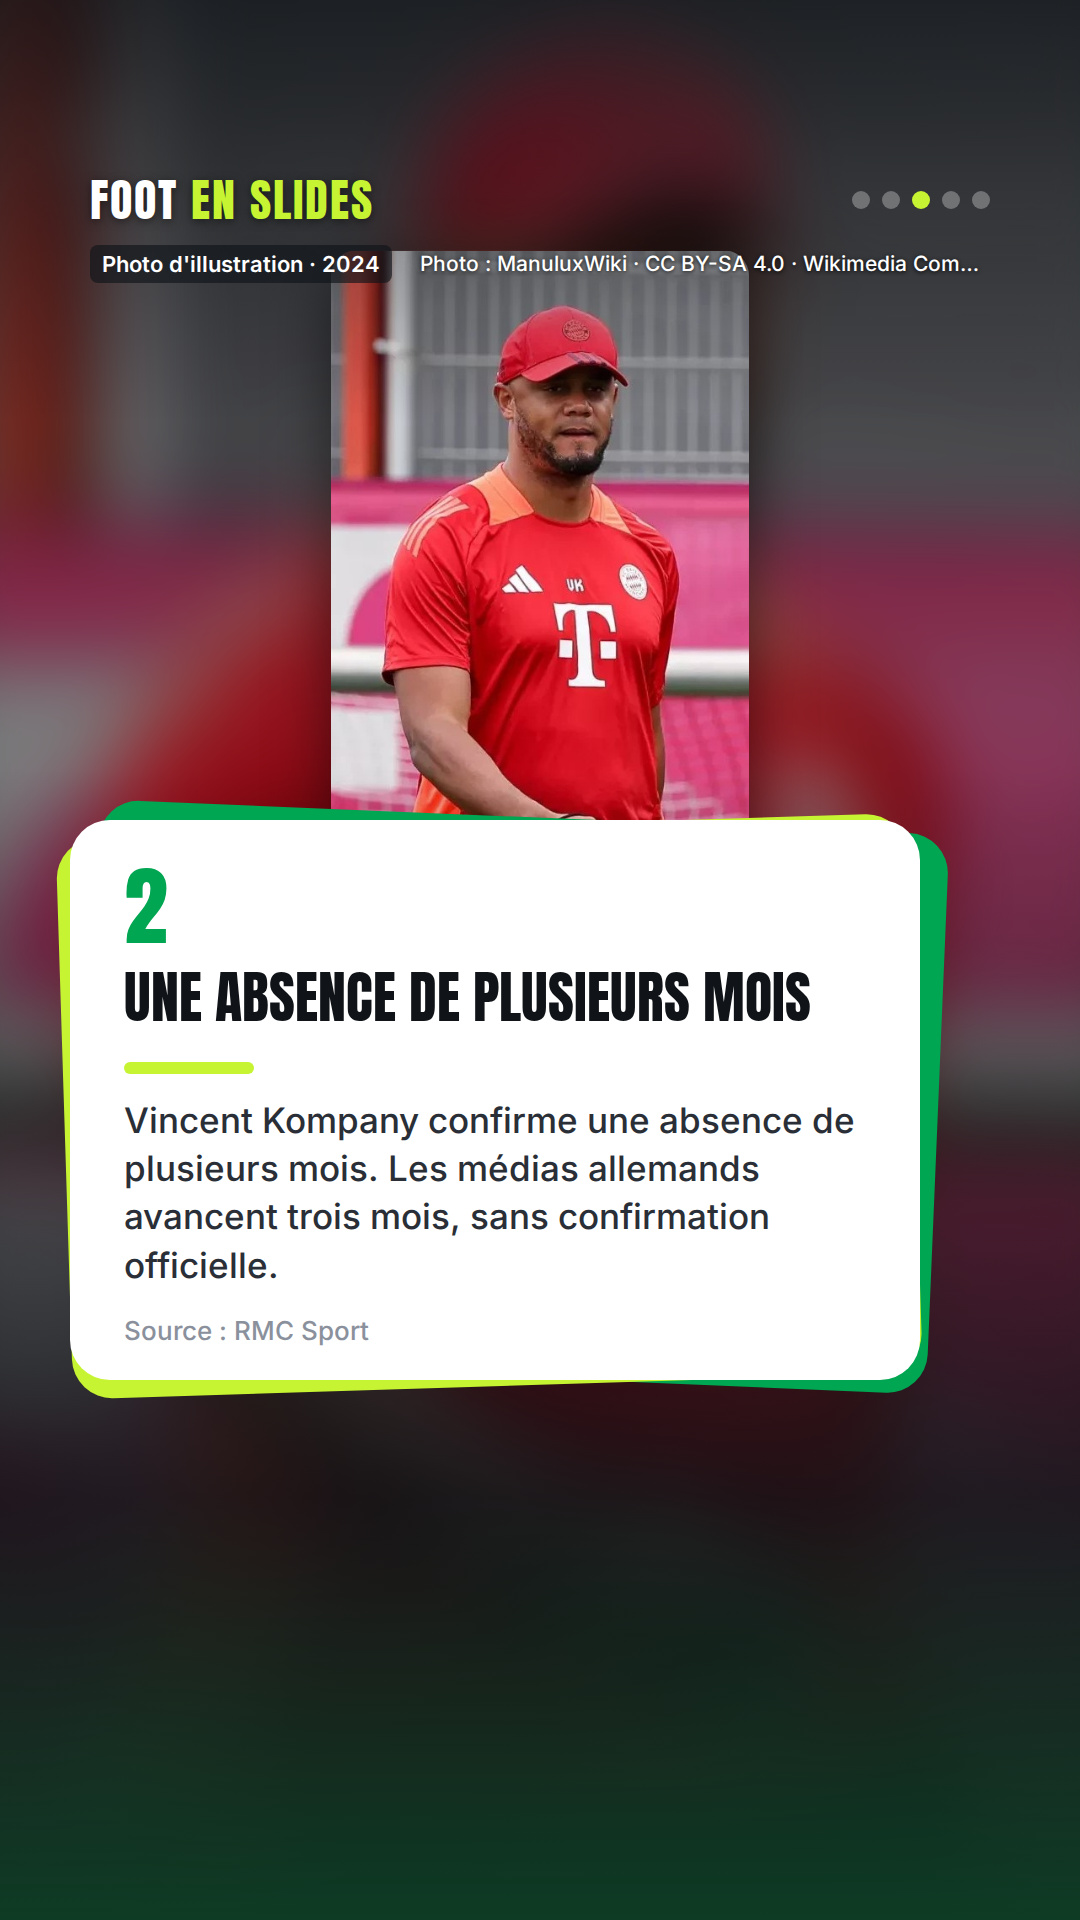 FOOT EN SLIDES
Photo d'illustration · 2024
Photo : ManuluxWiki · CC BY-SA 4.0 · Wikimedia Com...
VK
T
2
UNE ABSENCE DE PLUSIEURS MOIS
Vincent Kompany confirme une absence de
plusieurs mois. Les médias allemands
avancent trois mois, sans confirmation
officielle.
Source : RMC Sport